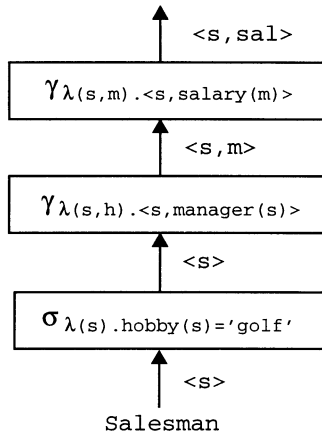 <s,sal>
γλ(s,m).<s,salary(m)>
<s,m>
γλ(s,h).<s,manager(s)>
<s>
σλ(s).hobby(s)='golf'
<s>
Salesman